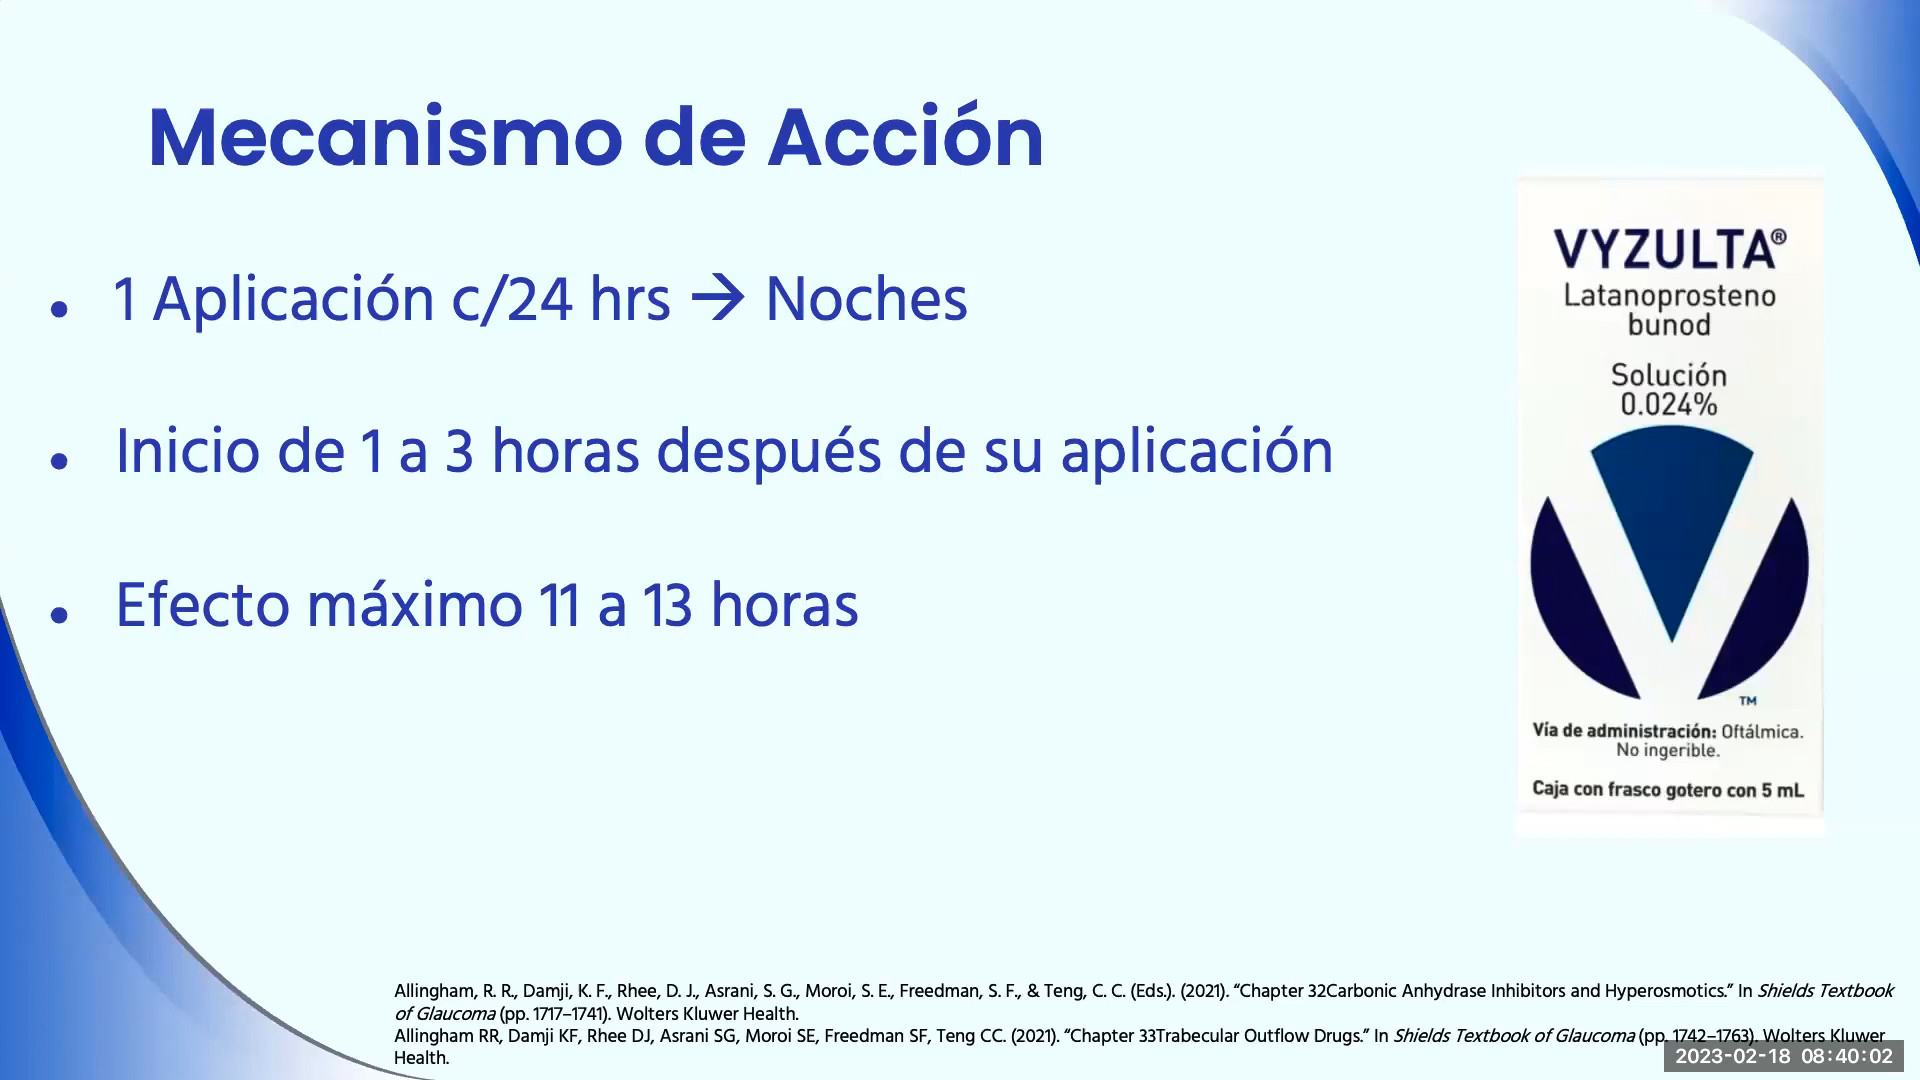 Mecanismo de Acción
• 1 Aplicación c/24 hrs → Noches
• Inicio de 1 a 3 horas después de su aplicación
• Efecto máximo 11 a 13 horas
VYZULTA®
Latanoprosteno
bunod
Solución
0.024%
TM
Vía de administración: Oftálmica.
No ingerible.
Caja con frasco gotero con 5 mL
Allingham, R. R., Damji, K. F., Rhee, D. J., Asrani, S. G., Moroi, S. E., Freedman, S. F., & Teng, C. C. (Eds.). (2021). “Chapter 32Carbonic Anhydrase Inhibitors and Hyperosmotics.” In Shields Textbook
of Glaucoma (pp. 1717–1741). Wolters Kluwer Health.
Allingham RR, Damji KF, Rhee DJ, Asrani SG, Moroi SE, Freedman SF, Teng CC. (2021). “Chapter 33Trabecular Outflow Drugs.” In Shields Textbook of Glaucoma (pp. 1742–1763). Wolters Kluwer
Health.
2023-02-18 08:40:02